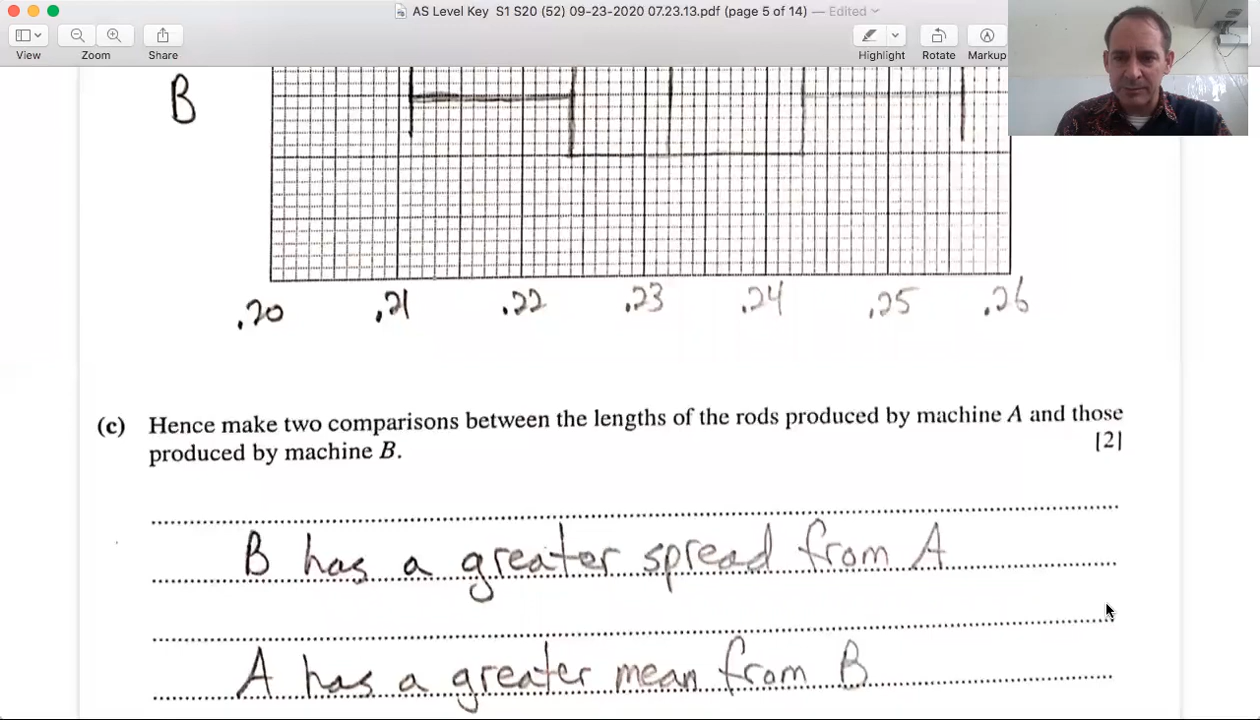 AS Level Key S1 S20 (52) 09-23-2020 07.23.13.pdf (page 5 of 14) — Edited
View Zoom Share Highlight Rotate Markup
B
.20 .21 .22 .23 .24 .25 .26
(c) Hence make two comparisons between the lengths of the rods produced by machine A and those
produced by machine B. [2]
B has a greater spread from A
A has a greater mean from B